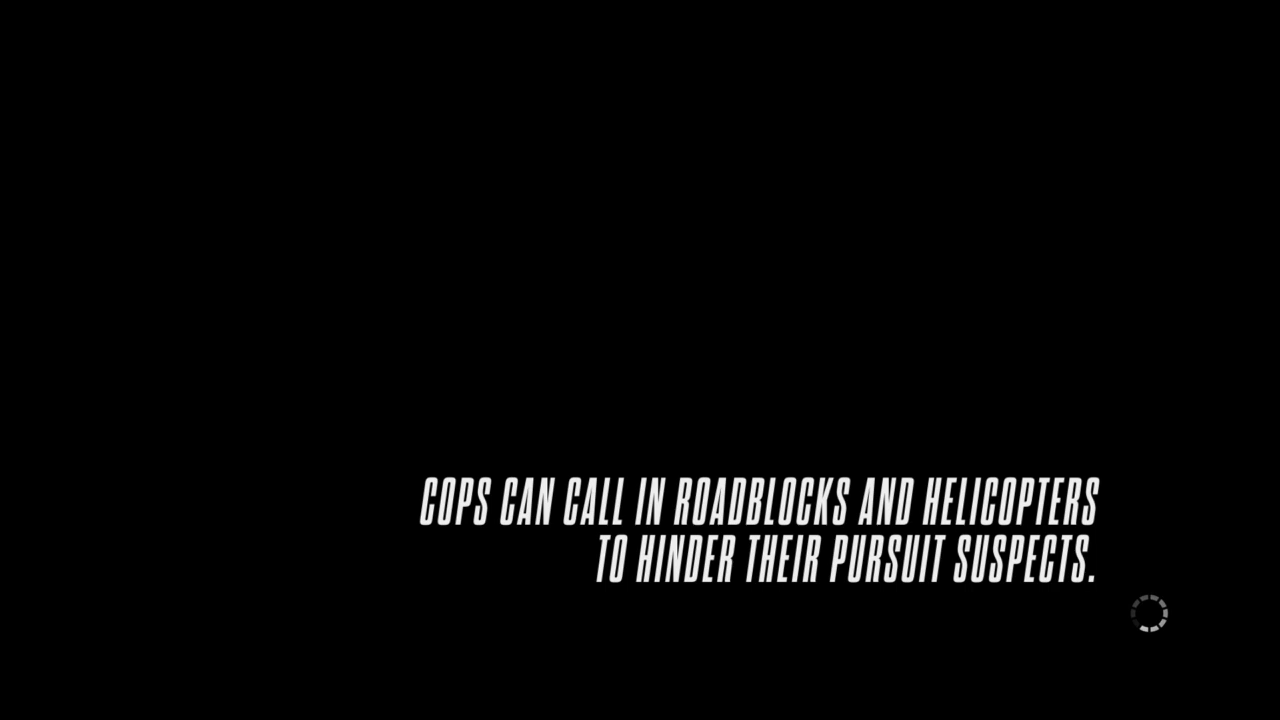 COPS CAN CALL IN ROADBLOCKS AND HELICOPTERS
TO HINDER THEIR PURSUIT SUSPECTS.